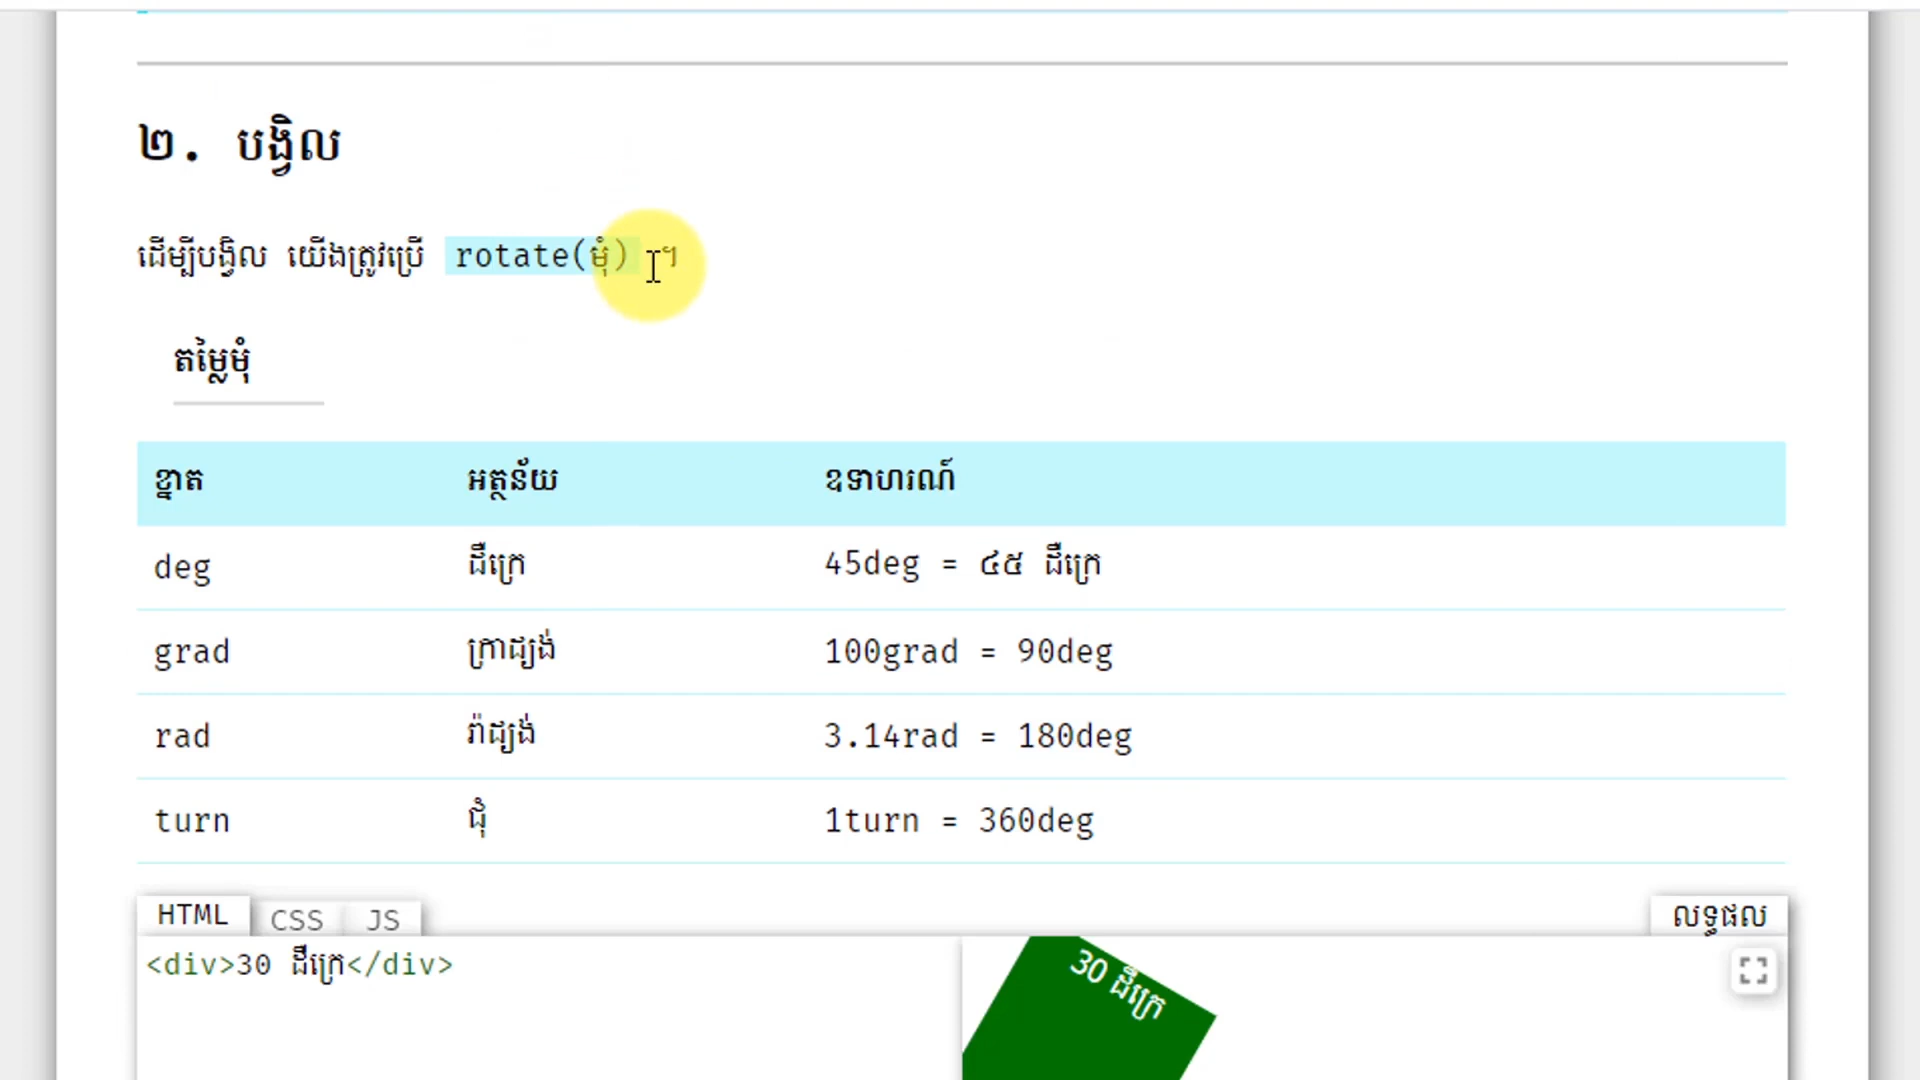 ២. បង្វិល
ដើម្បីបង្វិល យើងត្រូវប្រើ rotate(មុំ) ។
តម្លៃមុំ
ខ្នាត អត្ថន័យ ឧទាហរណ៍
deg ដឺក្រេ 45deg = ៤៥ ដឺក្រេ
grad ក្រាដ្យង់ 100grad = 90deg
rad រ៉ាដ្យង់ 3.14rad = 180deg
turn ជុំ 1turn = 360deg
HTML CSS JS លទ្ធផល
<div>30 ដឺក្រេ</div>
30 ដឺក្រេ